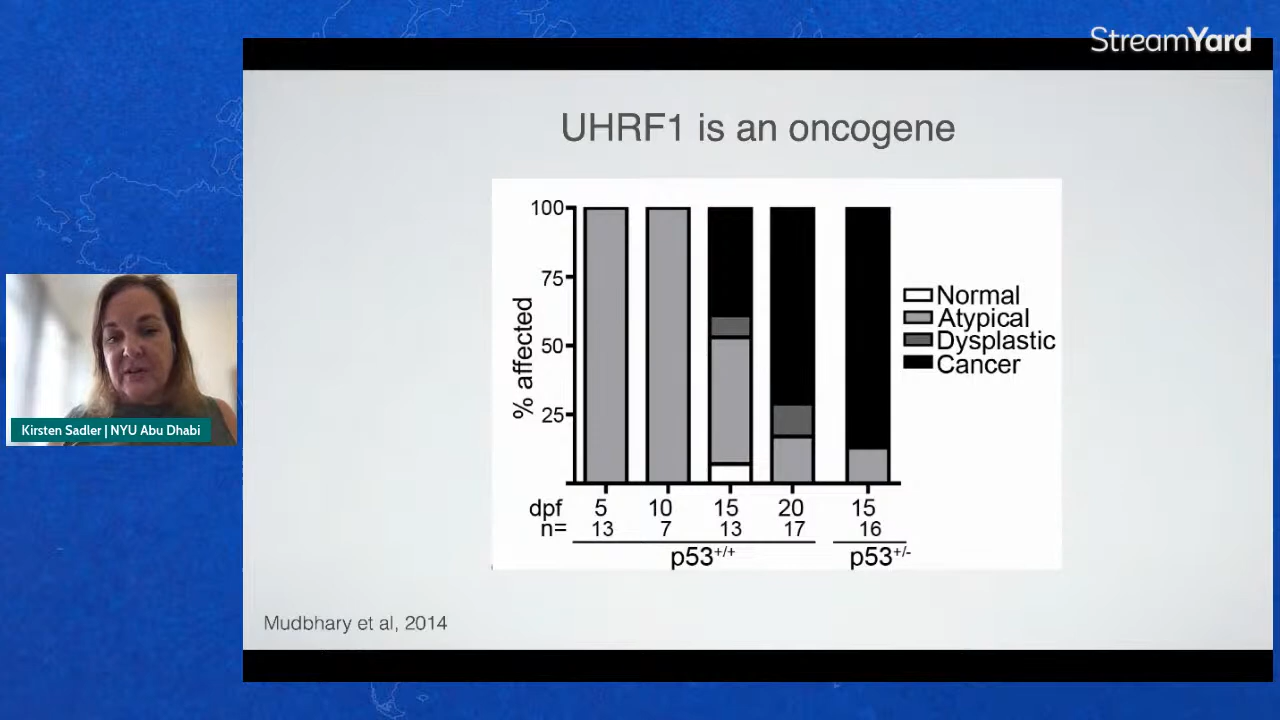 StreamYard
UHRF1 is an oncogene
100
75
50
25
% affected
Normal
Atypical
Dysplastic
Cancer
dpf 5 10 15 20 15
n= 13 7 13 17 16
p53+/+ p53+/-
Kirsten Sadler | NYU Abu Dhabi
Mudbhary et al, 2014